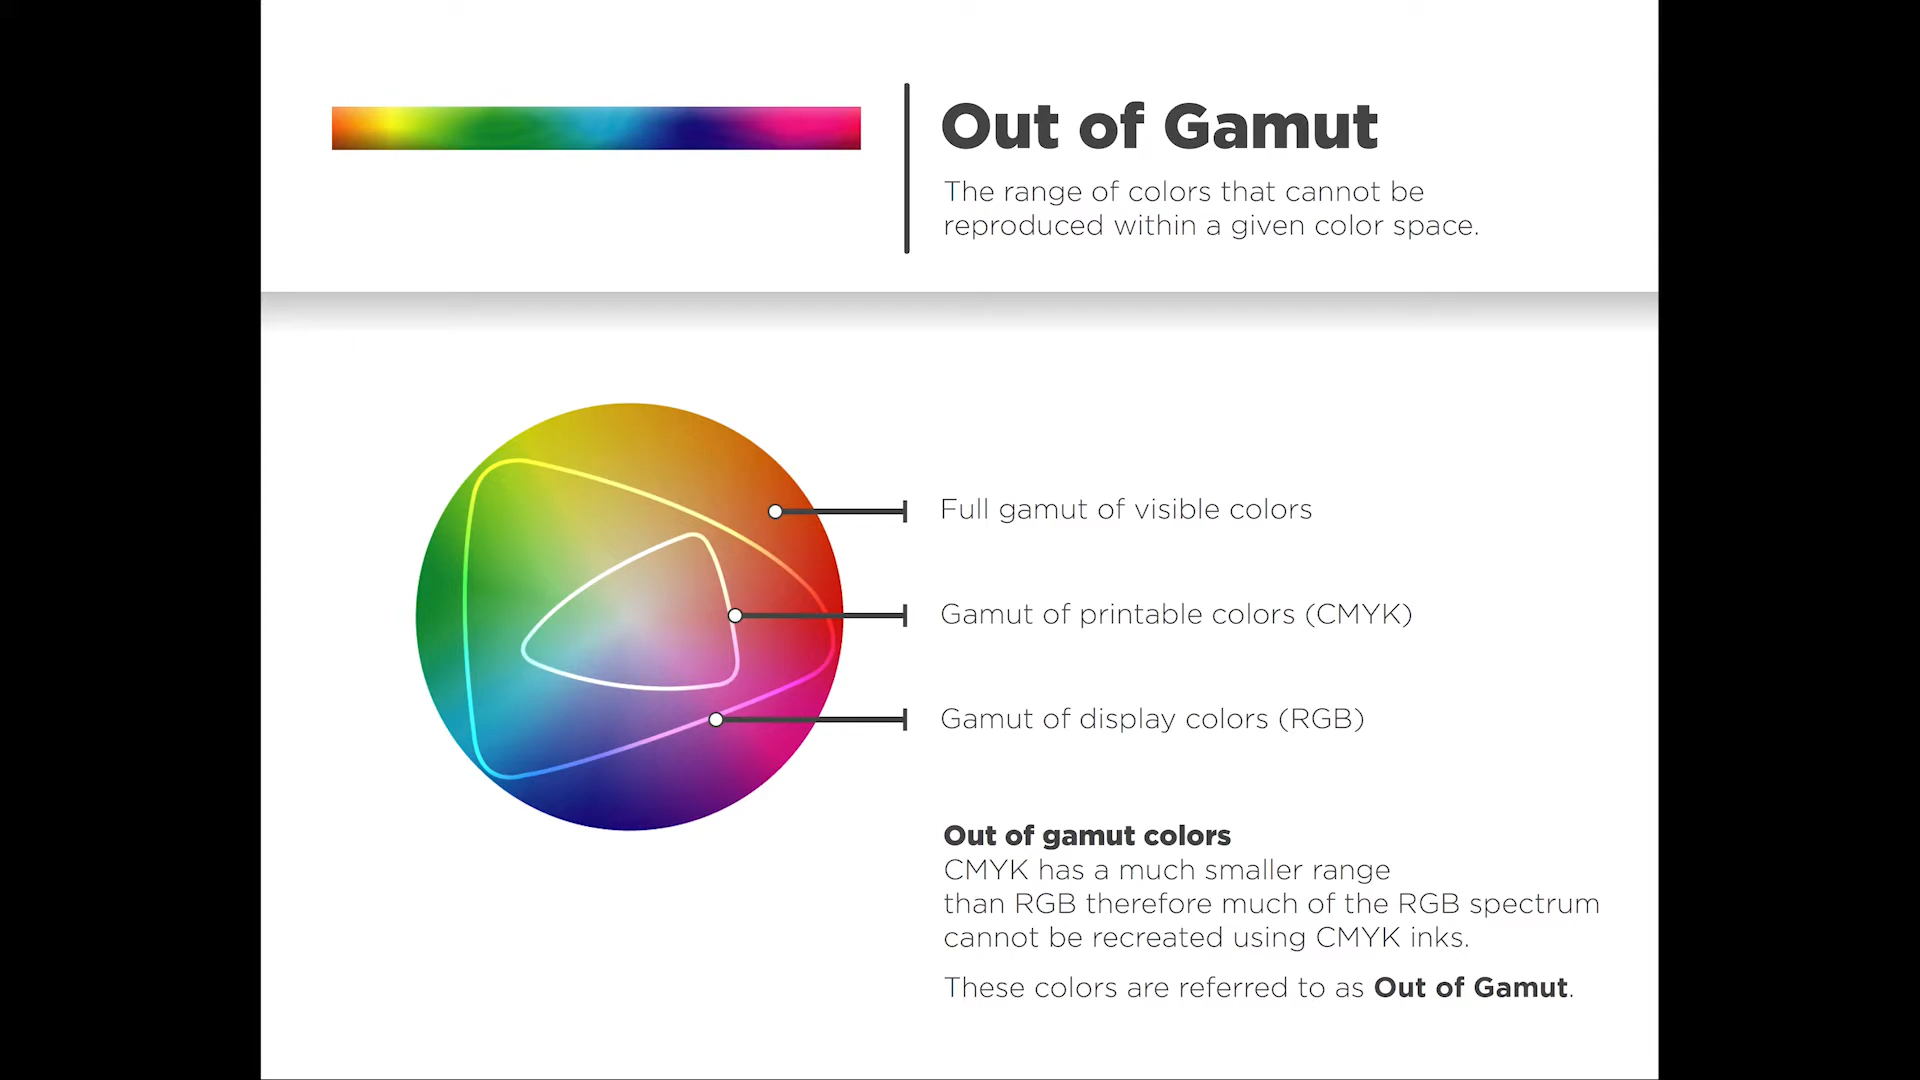 Out of Gamut
The range of colors that cannot be
reproduced within a given color space.
Full gamut of visible colors
Gamut of printable colors (CMYK)
Gamut of display colors (RGB)
Out of gamut colors
CMYK has a much smaller range
than RGB therefore much of the RGB spectrum
cannot be recreated using CMYK inks.
These colors are referred to as Out of Gamut.